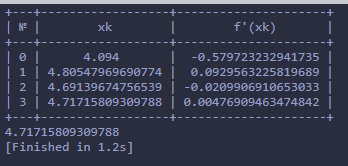 +---+------------------+----------------------+
| № | xk | f'(xk) |
+---+------------------+----------------------+
| 0 | 4.094 | -0.579723232941735 |
| 1 | 4.80547969690774 | 0.0929563225819689 |
| 2 | 4.69139674756539 | -0.0209906910653033 |
| 3 | 4.71715809309788 | 0.00476909463474842 |
+---+------------------+----------------------+
4.71715809309788
[Finished in 1.2s]